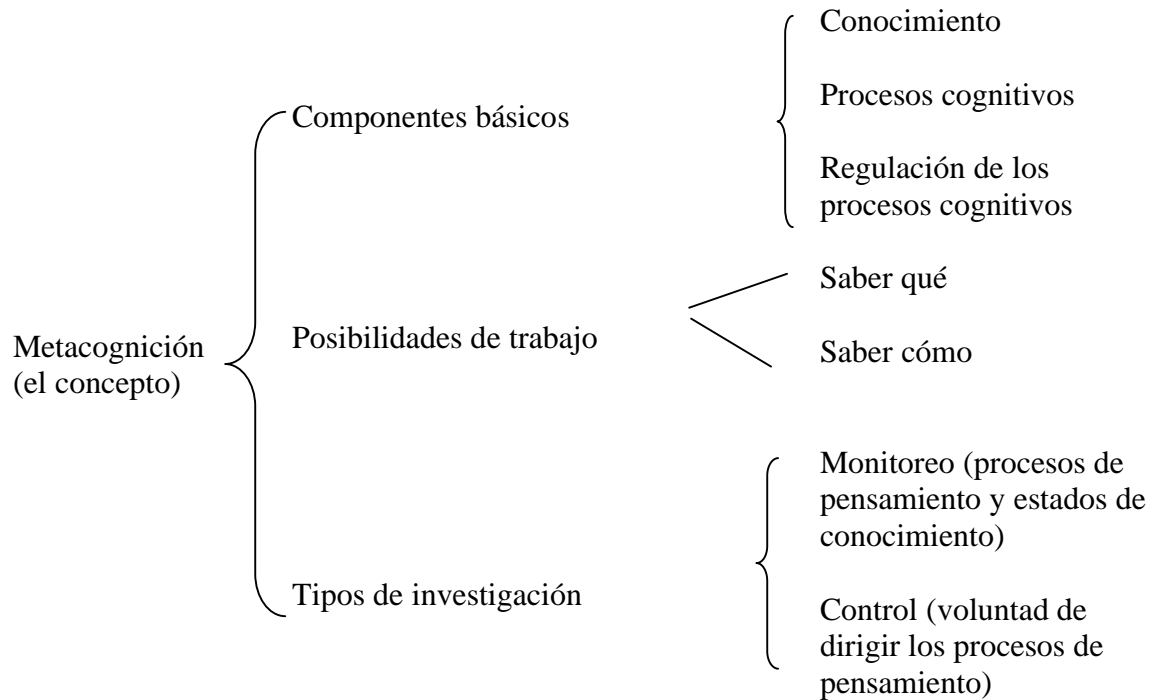 Metacognición
(el concepto)
Componentes básicos
Conocimiento
Procesos cognitivos
Regulación de los
procesos cognitivos
Posibilidades de trabajo
Saber qué
Saber cómo
Tipos de investigación
Monitoreo (procesos de
pensamiento y estados de
conocimiento)
Control (voluntad de
dirigir los procesos de
pensamiento)